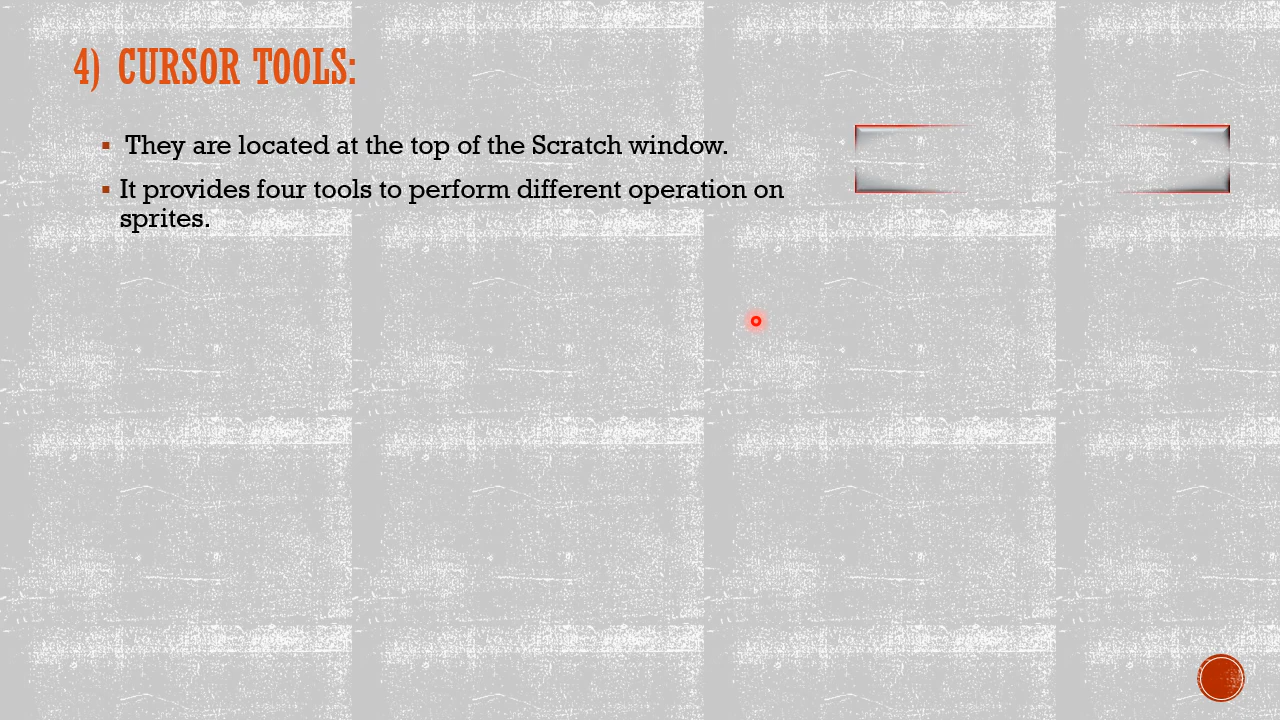 4) CURSOR TOOLS:
▪ They are located at the top of the Scratch window.
▪ It provides four tools to perform different operation on
sprites.